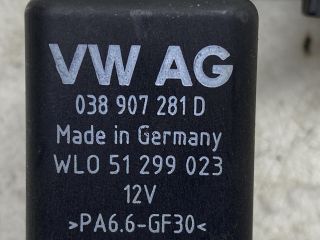 VW AG
038 907 281 D
Made in Germany
WLO 51 299 023
12V
>PA6.6-GF30<